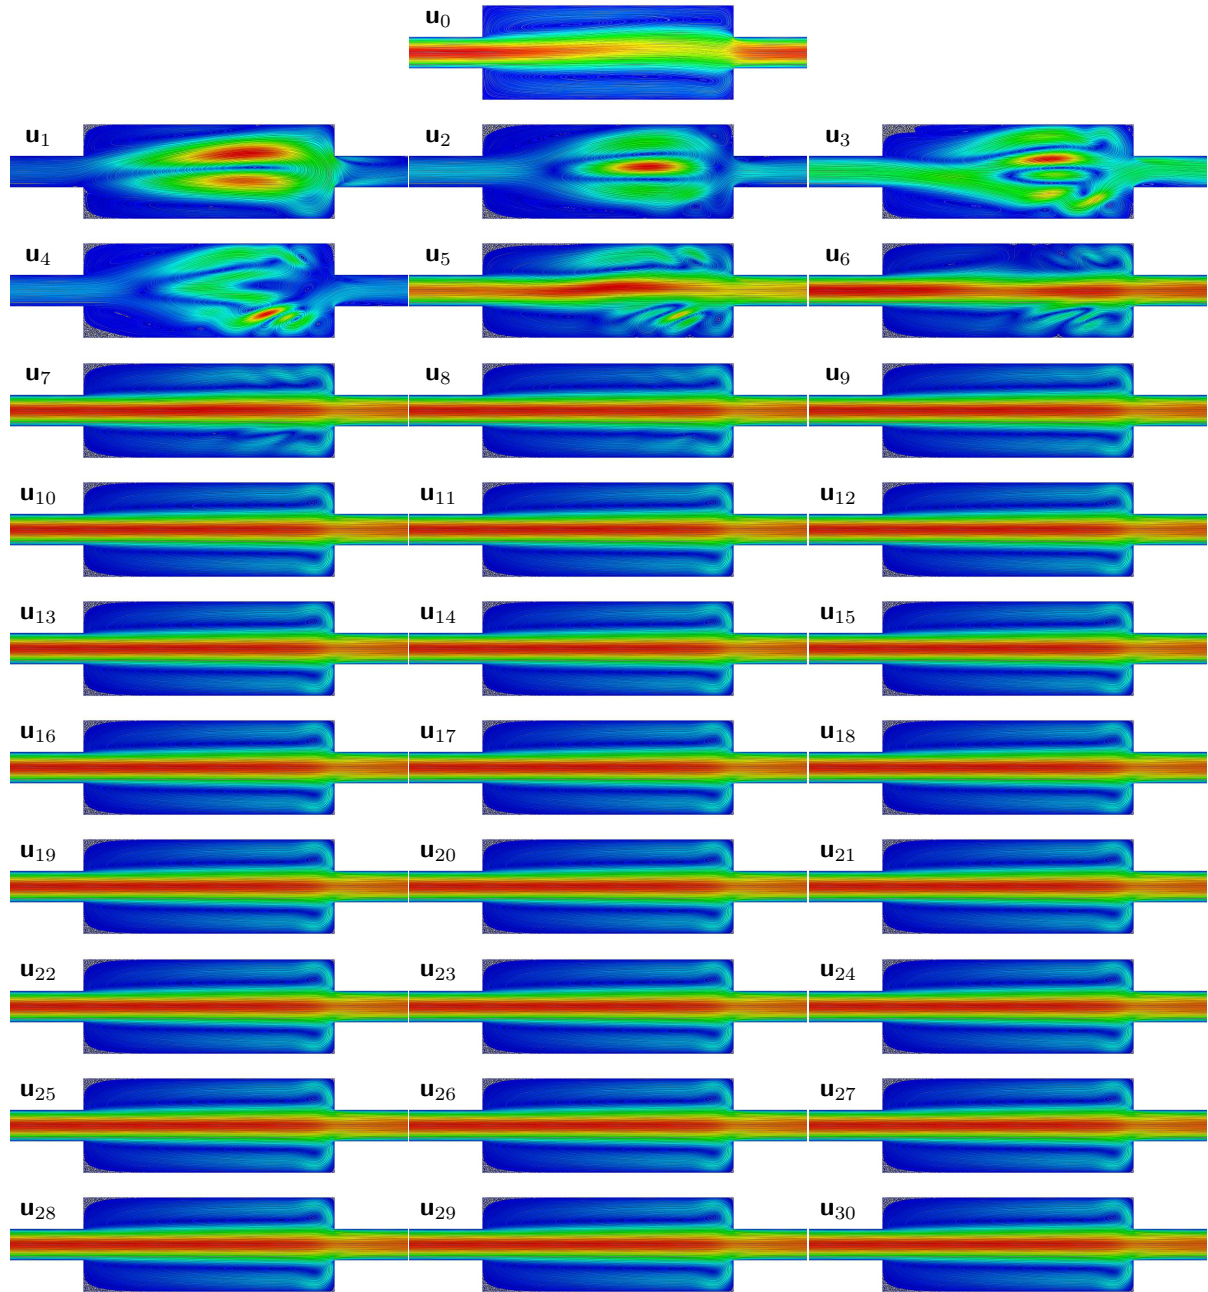 u₀
u₁ u₂ u₃
u₄ u₅ u₆
u₇ u₈ u₉
u₁₀ u₁₁ u₁₂
u₁₃ u₁₄ u₁₅
u₁₆ u₁₇ u₁₈
u₁₉ u₂₀ u₂₁
u₂₂ u₂₃ u₂₄
u₂₅ u₂₆ u₂₇
u₂₈ u₂₉ u₃₀